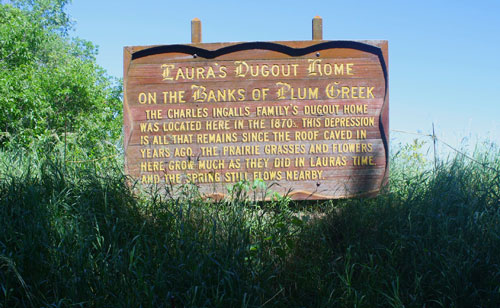 Laura's Dugout Home
on the Banks of Plum Creek
THE CHARLES INGALLS FAMILY'S DUGOUT HOME
WAS LOCATED HERE IN THE 1870S. THIS DEPRESSION
IS ALL THAT REMAINS SINCE THE ROOF CAVED IN
YEARS AGO. THE PRAIRIE GRASSES AND FLOWERS
HERE GROW MUCH AS THEY DID IN LAURAS TIME
AND THE SPRING STILL FLOWS NEARBY.